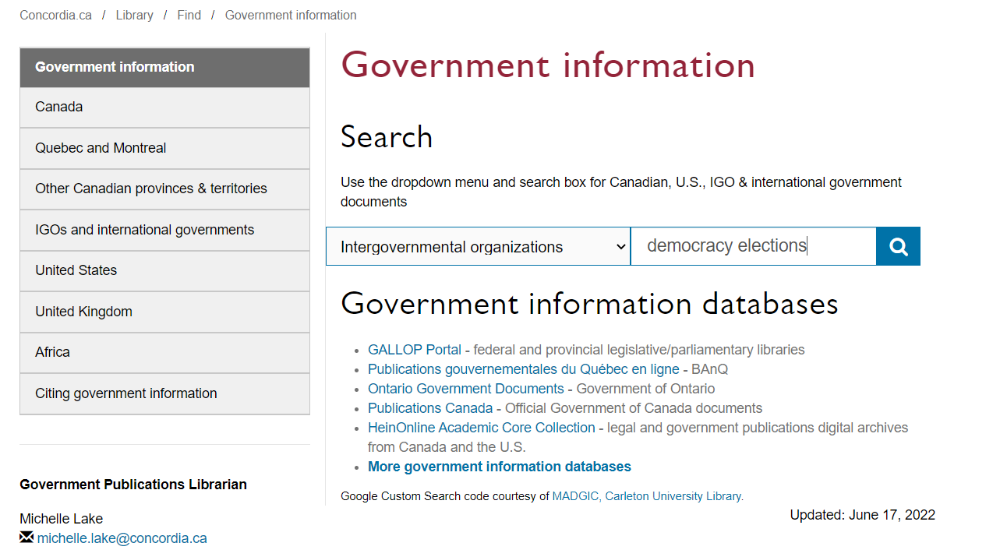 Concordia.ca / Library / Find / Government information
Government information
Canada
Quebec and Montreal
Other Canadian provinces & territories
IGOs and international governments
United States
United Kingdom
Africa
Citing government information
Government Publications Librarian
Michelle Lake
michelle.lake@concordia.ca
Government information
Search
Use the dropdown menu and search box for Canadian, U.S., IGO & international government
documents
Intergovernmental organizations
democracy elections
Government information databases
GALLOP Portal - federal and provincial legislative/parliamentary libraries
Publications gouvernementales du Québec en ligne - BAnQ
Ontario Government Documents - Government of Ontario
Publications Canada - Official Government of Canada documents
HeinOnline Academic Core Collection - legal and government publications digital archives
from Canada and the U.S.
More government information databases
Google Custom Search code courtesy of MADGIC, Carleton University Library.
Updated: June 17, 2022